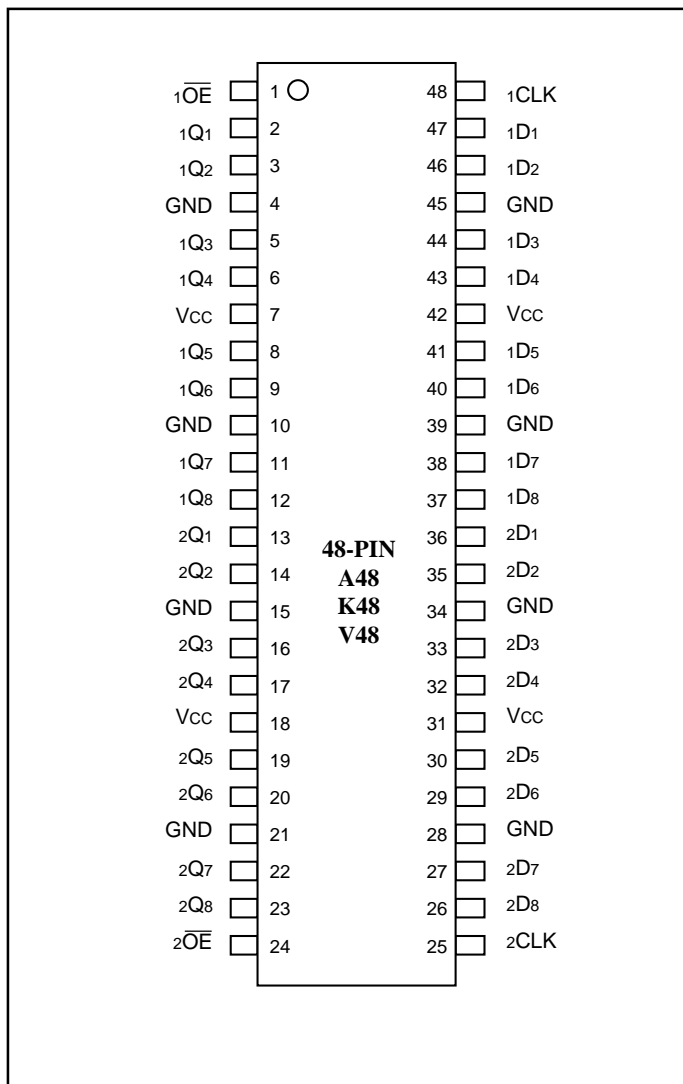 1OE 1 48 1CLK
1Q1 2 47 1D1
1Q2 3 46 1D2
GND 4 45 GND
1Q3 5 44 1D3
1Q4 6 43 1D4
VCC 7 42 VCC
1Q5 8 41 1D5
1Q6 9 40 1D6
GND 10 39 GND
1Q7 11 38 1D7
1Q8 12 37 1D8
2Q1 13 36 2D1
48-PIN
2Q2 14 35 2D2
A48
GND 15 34 GND
K48
2Q3 16 33 2D3
V48
2Q4 17 32 2D4
VCC 18 31 VCC
2Q5 19 30 2D5
2Q6 20 29 2D6
GND 21 28 GND
2Q7 22 27 2D7
2Q8 23 26 2D8
2OE 24 25 2CLK